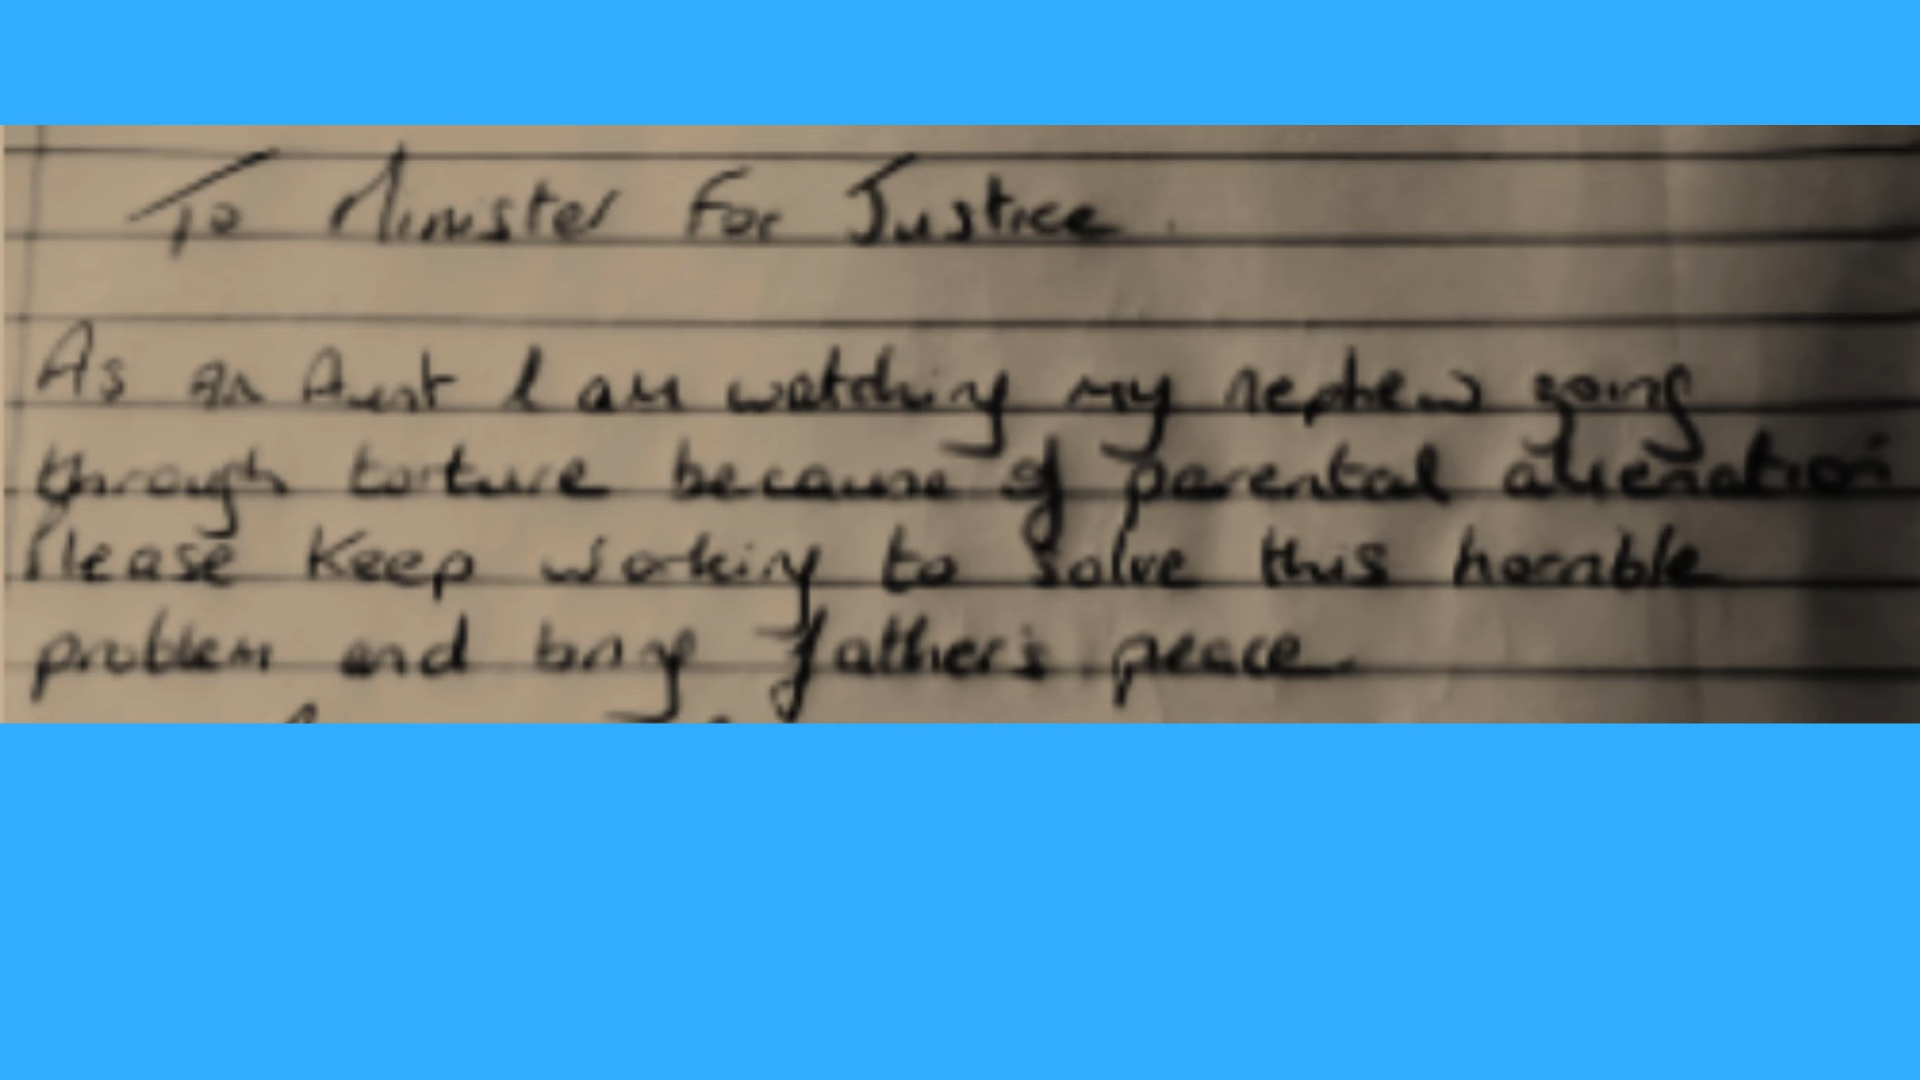 To Minister For Justice.
As an Aunt I am watching my nephew going
through torture because of parental alienation
Please Keep working to solve this horrible
problem and bring father's peace